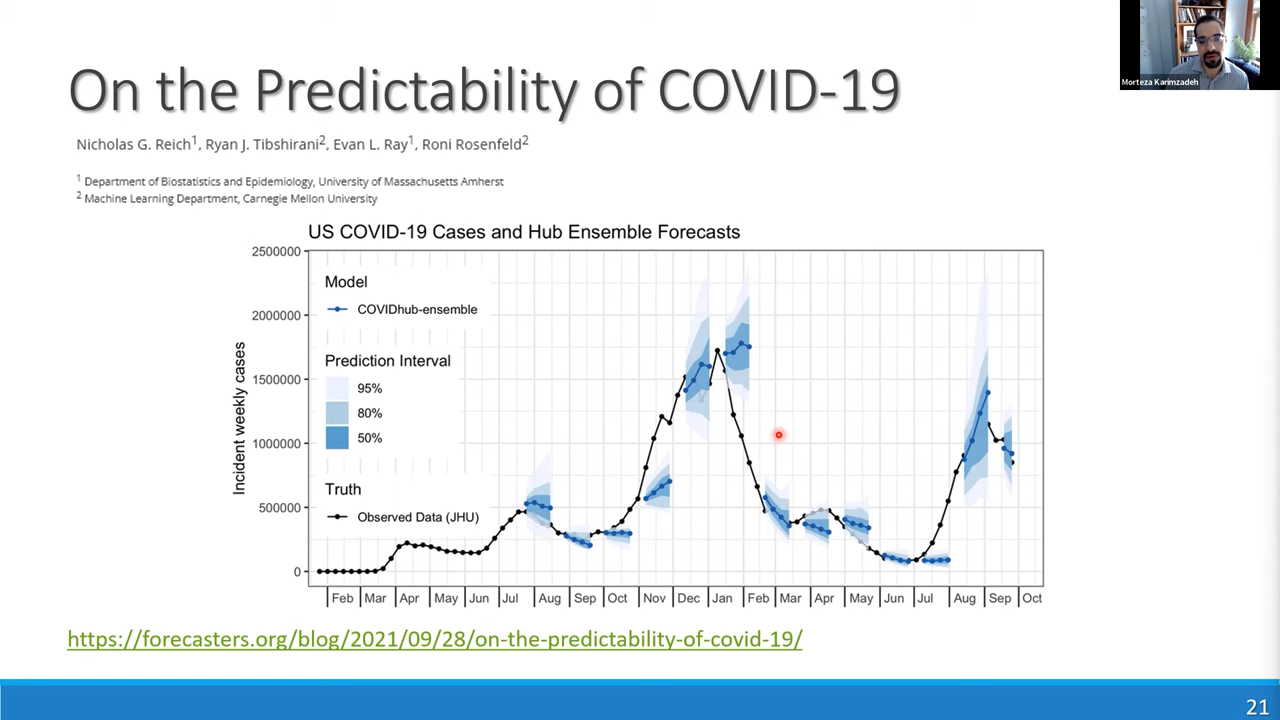 On the Predictability of COVID-19
Morteza Karimzadeh
Nicholas G. Reich1, Ryan J. Tibshirani2, Evan L. Ray1, Roni Rosenfeld2
1 Department of Biostatistics and Epidemiology, University of Massachusetts Amherst
2 Machine Learning Department, Carnegie Mellon University
US COVID-19 Cases and Hub Ensemble Forecasts
2500000
2000000
1500000
1000000
500000
0
Incident weekly cases
Model
COVIDhub-ensemble
Prediction Interval
95%
80%
50%
Truth
Observed Data (JHU)
Feb Mar Apr May Jun Jul Aug Sep Oct Nov Dec Jan Feb Mar Apr May Jun Jul Aug Sep Oct
https://forecasters.org/blog/2021/09/28/on-the-predictability-of-covid-19/
21